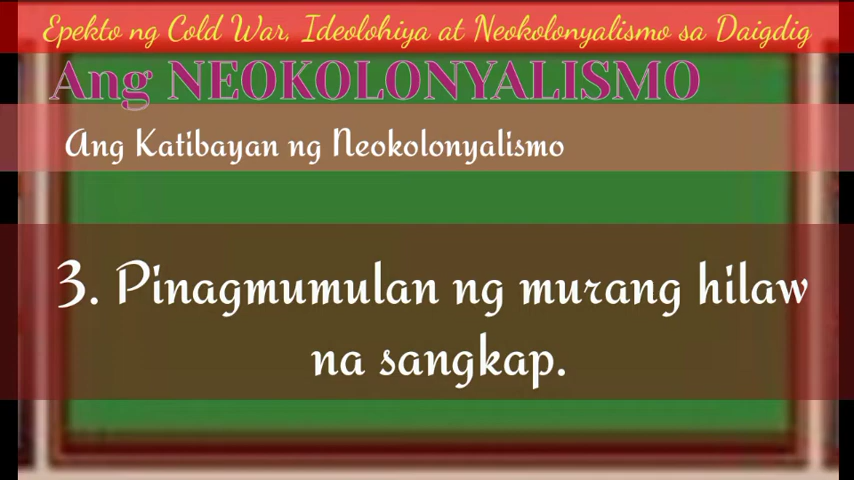 Epekto ng Cold War, Ideolohiya at Neokolonyalismo sa Daigdig
Ang NEOKOLONYALISMO
Ang Katibayan ng Neokolonyalismo
3. Pinagmumulan ng murang hilaw
na sangkap.